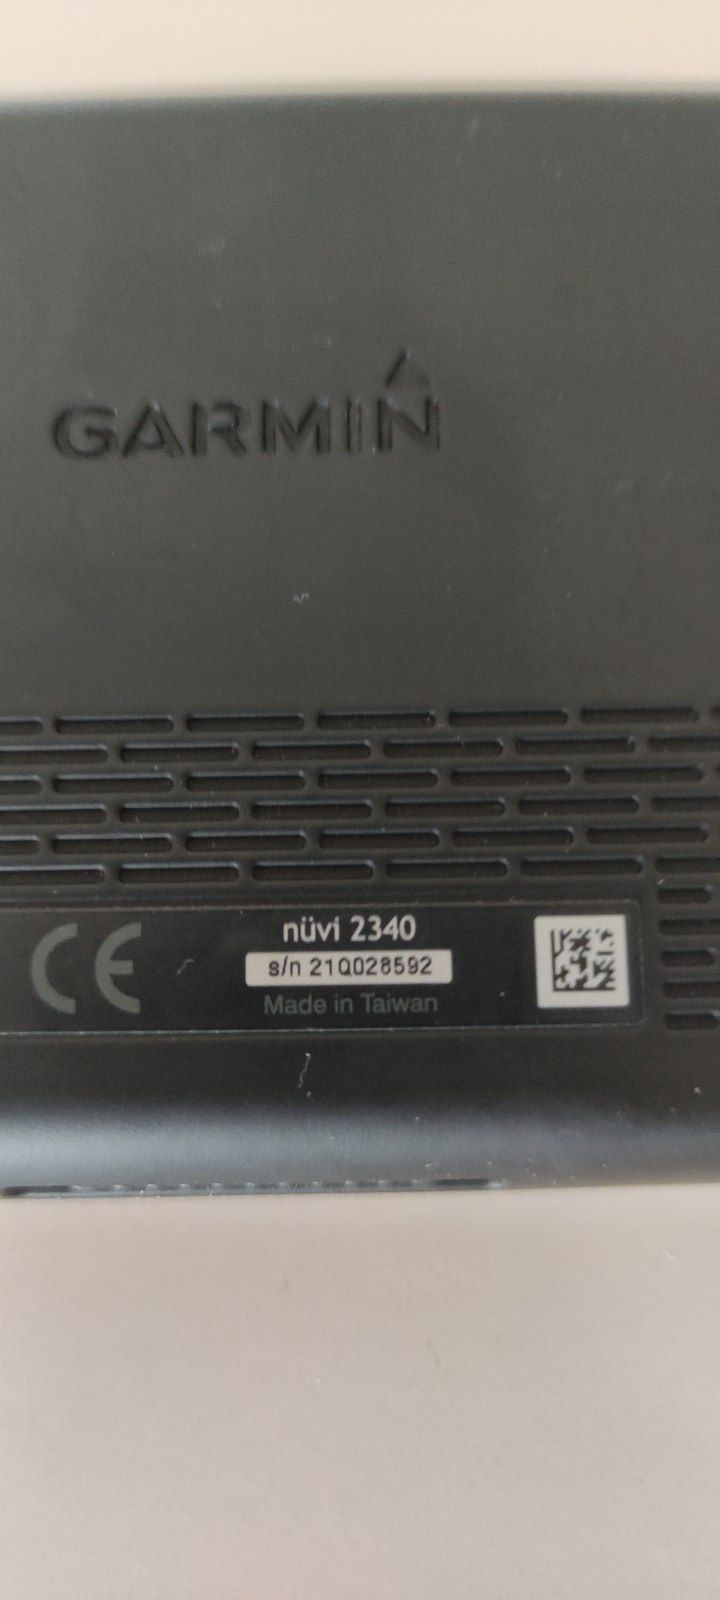 GARMIN
CE
nüvi 2340
s/n 21Q028592
Made in Taiwan